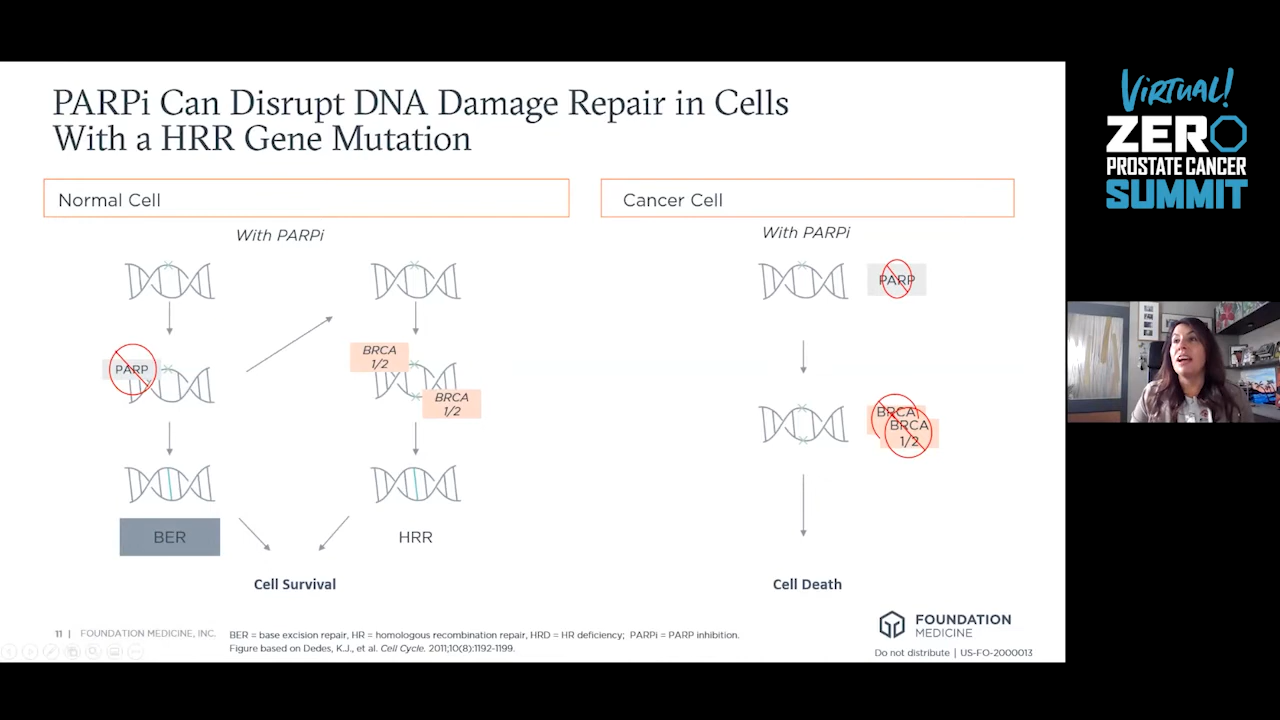 PARPi Can Disrupt DNA Damage Repair in Cells
With a HRR Gene Mutation
Normal Cell
With PARPi
PARP
BRCA
1/2
BRCA
1/2
BER
HRR
Cell Survival
Cancer Cell
With PARPi
PARP
BRCA
BRCA
1/2
Cell Death
11 | FOUNDATION MEDICINE, INC.
BER = base excision repair, HR = homologous recombination repair, HRD = HR deficiency; PARPi = PARP inhibition.
Figure based on Dedes, K.J., et al. Cell Cycle. 2011;10(8):1192-1199.
FOUNDATION
MEDICINE
Do not distribute | US-FO-2000013
VIRTUAL!
ZERO
PROSTATE CANCER
SUMMIT